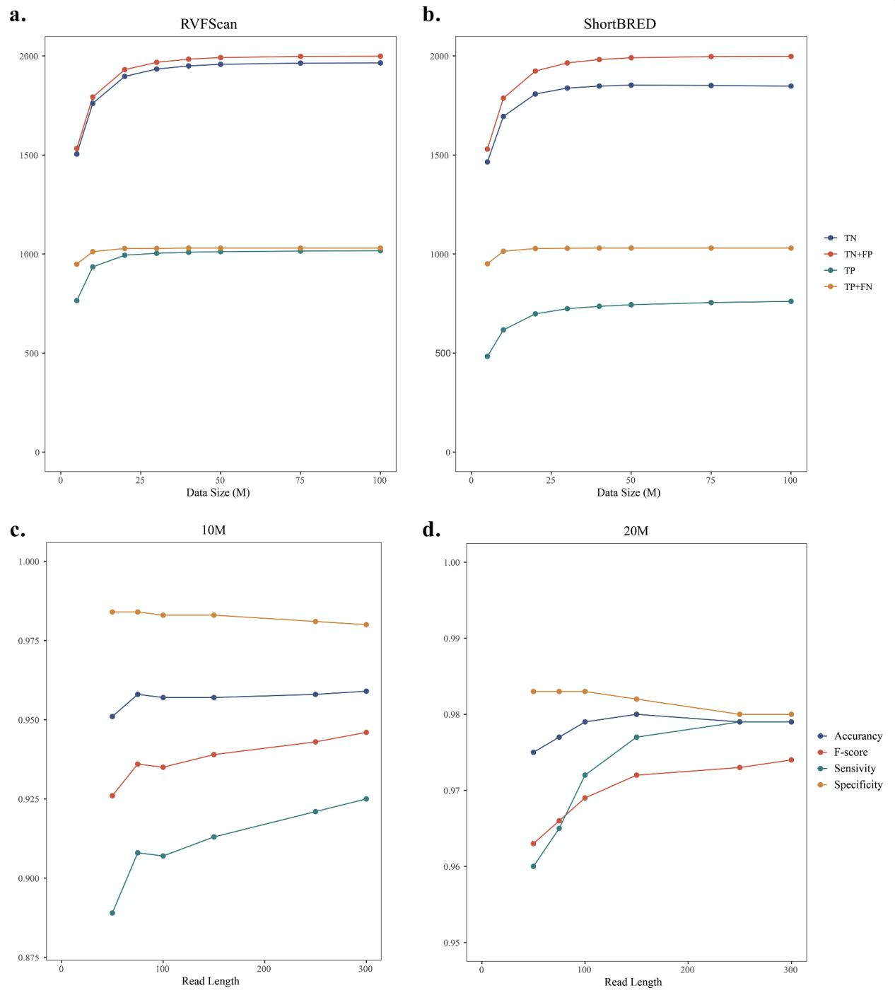 a.
RVFScan
2000
1500
1000
500
0
0 25 50 75 100
Data Size (M)
b.
ShortBRED
2000
1500
1000
500
0
0 25 50 75 100
Data Size (M)
TN
TN+FP
TP
TP+FN
c.
10M
1.000
0.975
0.950
0.925
0.900
0.875
0 100 200 300
Read Length
d.
20M
1.00
0.99
0.98
0.97
0.96
0.95
0 100 200 300
Read Length
Accurancy
F-score
Sensivity
Specificity